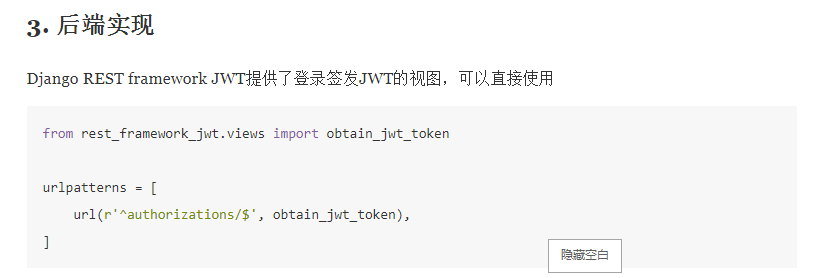 3. 后端实现
Django REST framework JWT提供了登录签发JWT的视图，可以直接使用
from rest_framework_jwt.views import obtain_jwt_token
urlpatterns = [
    url(r'^authorizations/$', obtain_jwt_token),
]
隐藏空白